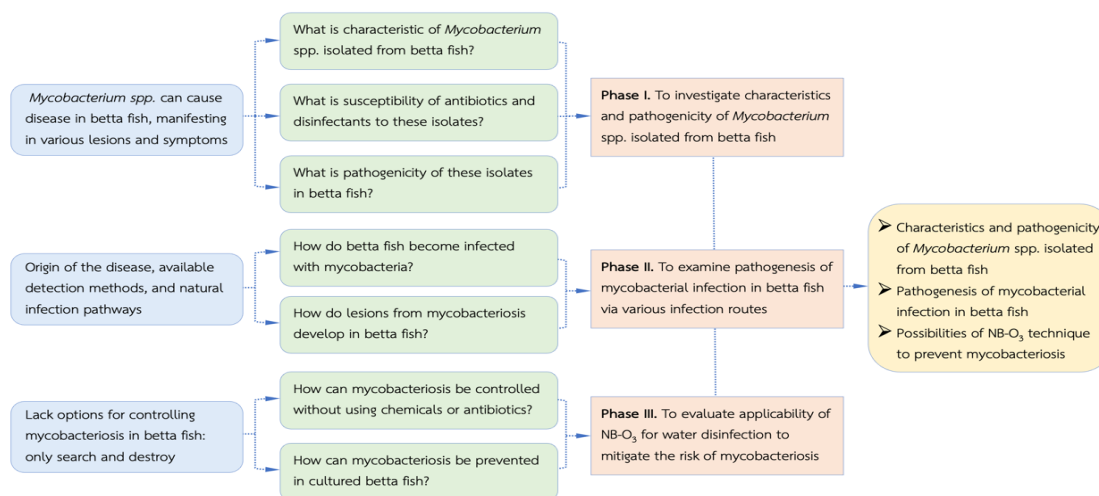 Mycobacterium spp. can cause
disease in betta fish, manifesting
in various lesions and symptoms
What is characteristic of Mycobacterium
spp. isolated from betta fish?
What is susceptibility of antibiotics and
disinfectants to these isolates?
What is pathogenicity of these isolates
in betta fish?
Phase I. To investigate characteristics
and pathogenicity of Mycobacterium
spp. isolated from betta fish
Origin of the disease, available
detection methods, and natural
infection pathways
How do betta fish become infected
with mycobacteria?
How do lesions from mycobacteriosis
develop in betta fish?
Phase II. To examine pathogenesis of
mycobacterial infection in betta fish
via various infection routes
Lack options for controlling
mycobacteriosis in betta fish:
only search and destroy
How can mycobacteriosis be controlled
without using chemicals or antibiotics?
How can mycobacteriosis be prevented
in cultured betta fish?
Phase III. To evaluate applicability of
NB-O₃ for water disinfection to
mitigate the risk of mycobacteriosis
➢ Characteristics and pathogenicity
of Mycobacterium spp. isolated
from betta fish
➢ Pathogenesis of mycobacterial
infection in betta fish
➢ Possibilities of NB-O₃ technique
to prevent mycobacteriosis